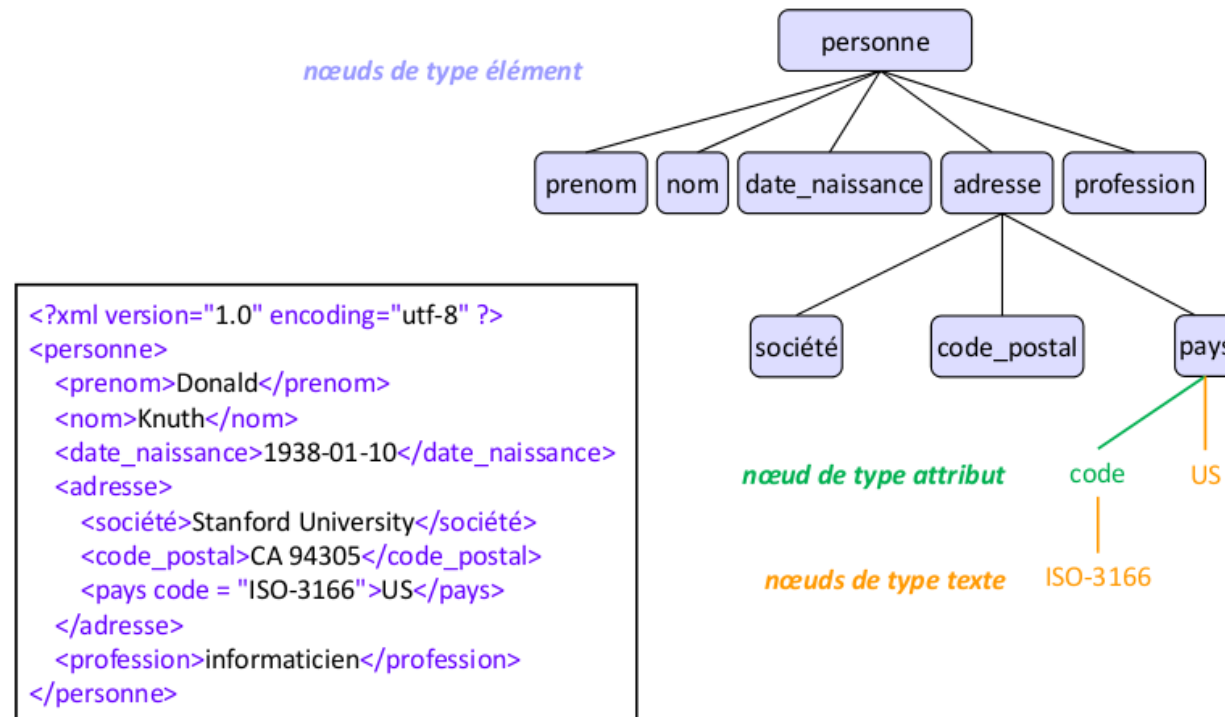 personne
nœuds de type élément
prenom nom date_naissance adresse profession
société code_postal pays
nœud de type attribut code US
nœuds de type texte ISO-3166
<?xml version="1.0" encoding="utf-8" ?>
<personne>
<prenom>Donald</prenom>
<nom>Knuth</nom>
<date_naissance>1938-01-10</date_naissance>
<adresse>
<société>Stanford University</société>
<code_postal>CA 94305</code_postal>
<pays code = "ISO-3166">US</pays>
</adresse>
<profession>informaticien</profession>
</personne>